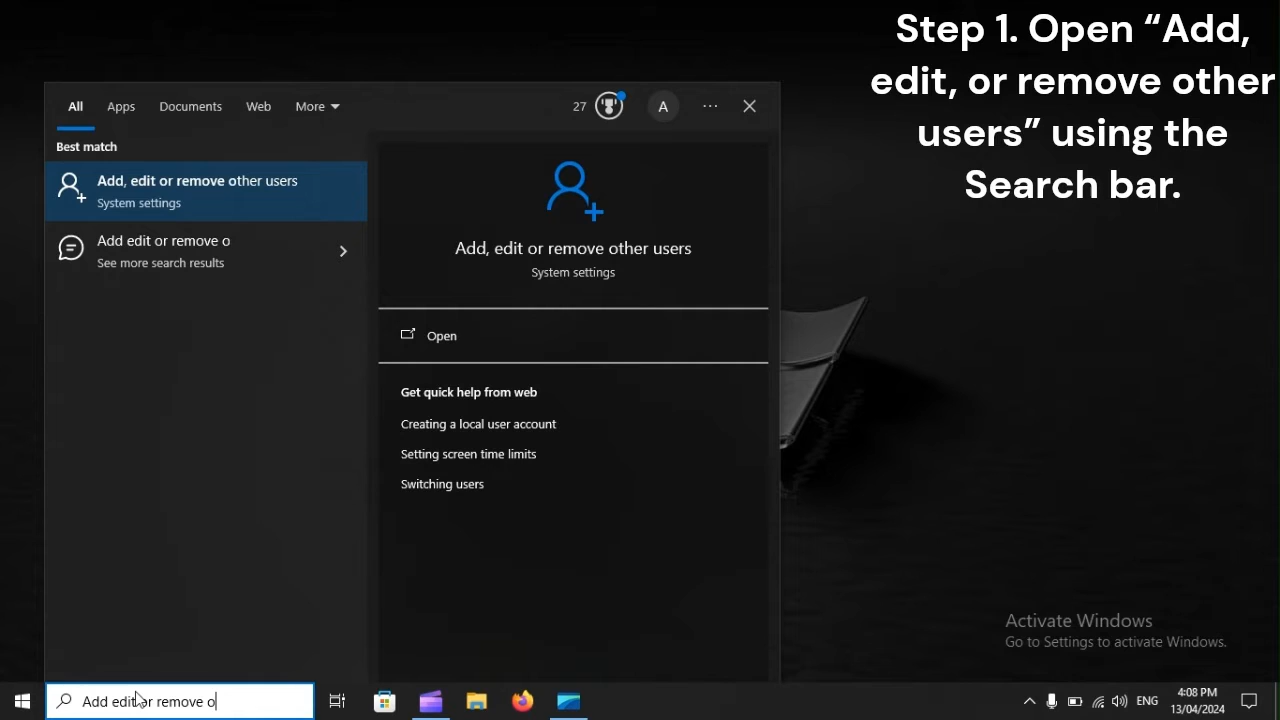 Step 1. Open “Add,
edit, or remove other
users” using the
Search bar.
All Apps Documents Web More 27 A ...
Best match
Add, edit or remove other users
System settings
Add edit or remove o
See more search results
Add, edit or remove other users
System settings
Open
Get quick help from web
Creating a local user account
Setting screen time limits
Switching users
Activate Windows
Go to Settings to activate Windows.
Add edit or remove o
ENG
4:08 PM
13/04/2024